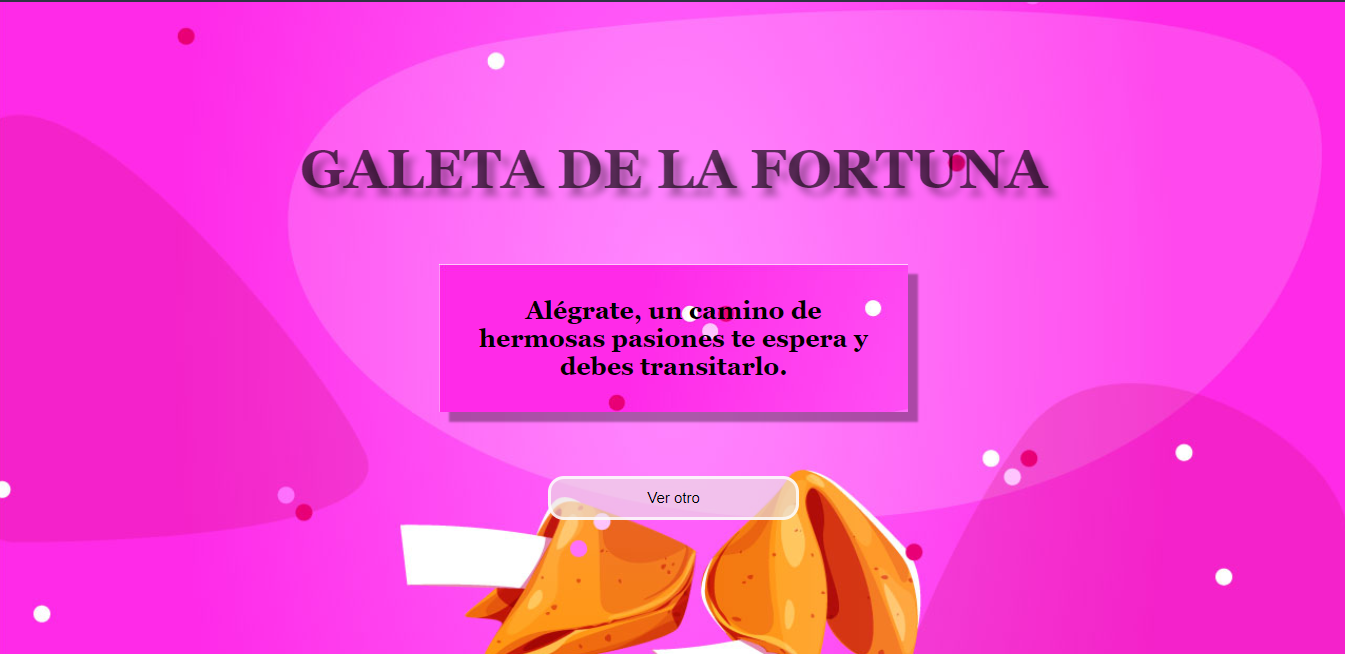 GALETA DE LA FORTUNA
Alégrate, un camino de
hermosas pasiones te espera y
debes transitarlo.
Ver otro